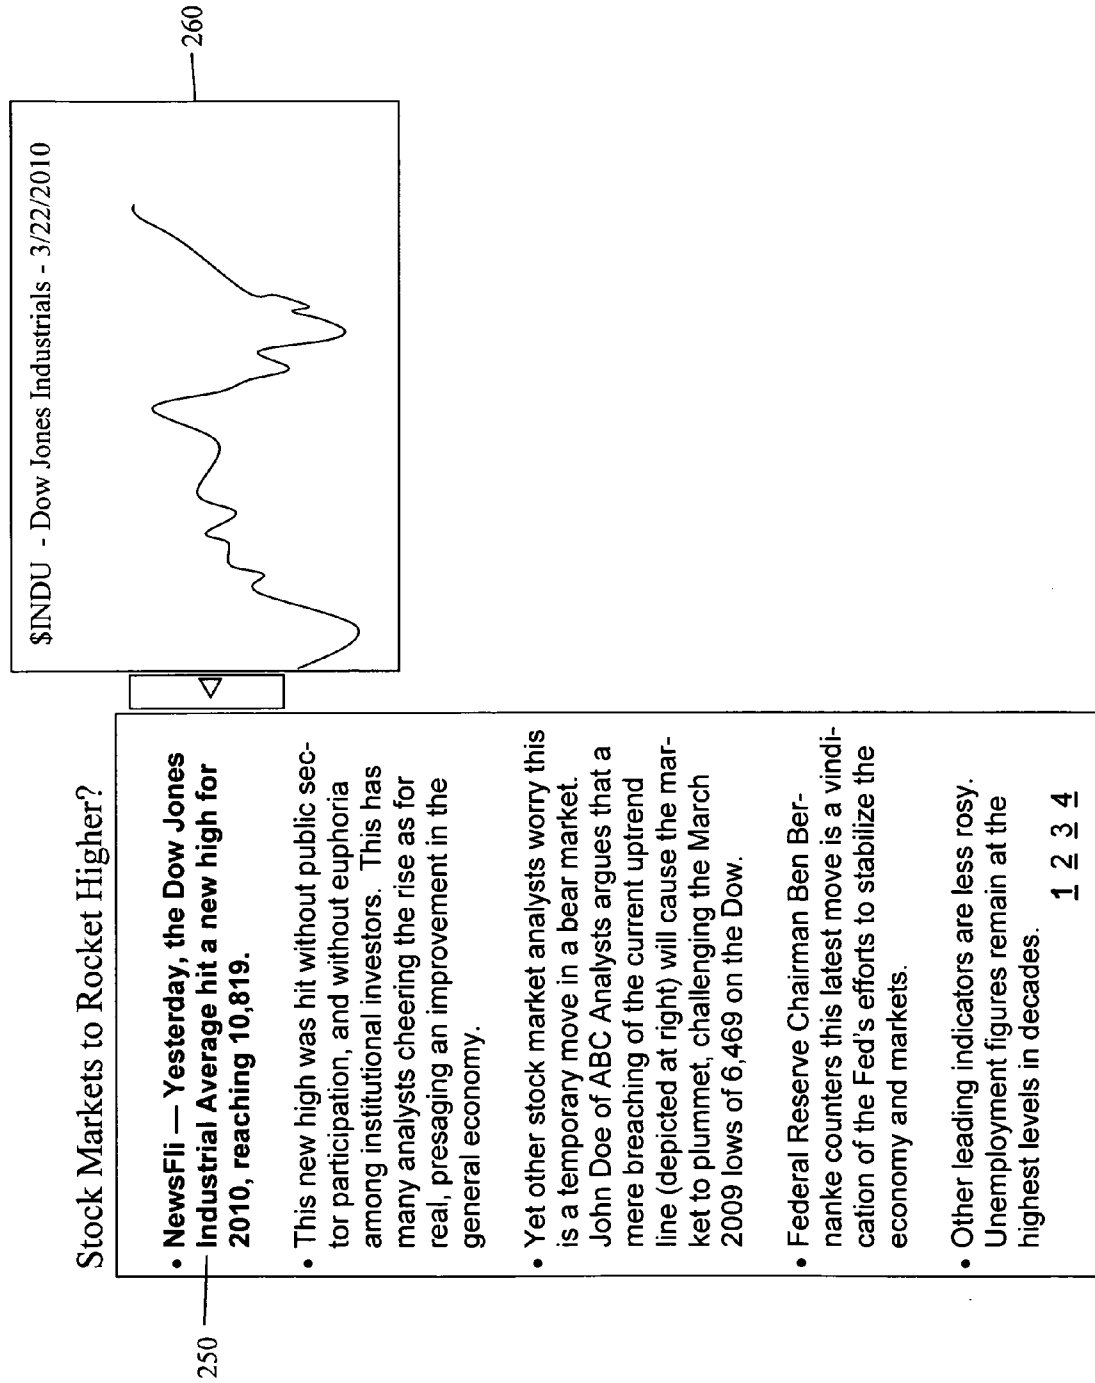 Stock Markets to Rocket Higher?
• NewsFli — Yesterday, the Dow Jones
Industrial Average hit a new high for
2010, reaching 10,819.
• This new high was hit without public sec-
tor participation, and without euphoria
among institutional investors. This has
many analysts cheering the rise as for
real, presaging an improvement in the
general economy.
• Yet other stock market analysts worry this
is a temporary move in a bear market.
John Doe of ABC Analysts argues that a
mere breaching of the current uptrend
line (depicted at right) will cause the mar-
ket to plunmet, challenging the March
2009 lows of 6,469 on the Dow.
• Federal Reserve Chairman Ben Ber-
nanke counters this latest move is a vindi-
cation of the Fed's efforts to stabilize the
economy and markets.
• Other leading indicators are less rosy.
Unemployment figures remain at the
highest levels in decades.
1 2 3 4
250
$INDU - Dow Jones Industrials - 3/22/2010
260